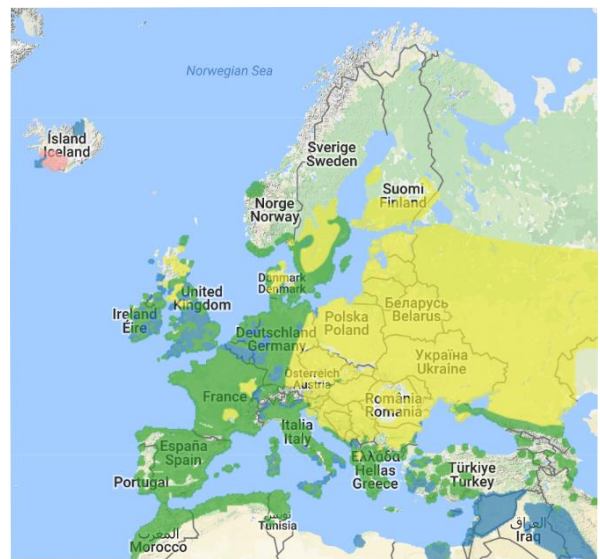 Norwegian Sea
Ísland
Iceland
Sverige
Sweden
Suomi
Finland
Norge
Norway
Danmark
Denmark
United
Kingdom
Ireland
Éire
Беларусь
Belarus
Polska
Poland
Deutschland
Germany
Україна
Ukraine
Österreich
Austria
France
România
Romania
Italia
Italy
España
Spain
Ελλάδα
Hellas
Greece
Türkiye
Turkey
Portugal
تونس
Tunisia
العراق
Iraq
المغرب
Morocco